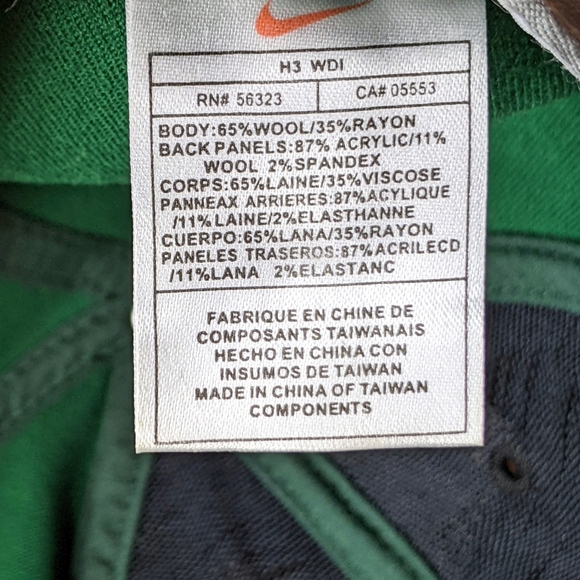 H3 WDI
RN# 56323 CA# 05553
BODY:65%WOOL/35%RAYON
BACK PANELS:87% ACRYLIC/11%
WOOL 2%SPANDEX
CORPS:65%LAINE/35%VISCOSE
PANNEAX ARRIERES:87%ACYLIQUE
/11%LAINE/2%ELASTHANNE
CUERPO:65%LANA/35%RAYON
PANELES TRASEROS:87%ACRILECD
/11%LANA 2%ELASTANC
FABRIQUE EN CHINE DE
COMPOSANTS TAIWANAIS
HECHO EN CHINA CON
INSUMOS DE TAIWAN
MADE IN CHINA OF TAIWAN
COMPONENTS